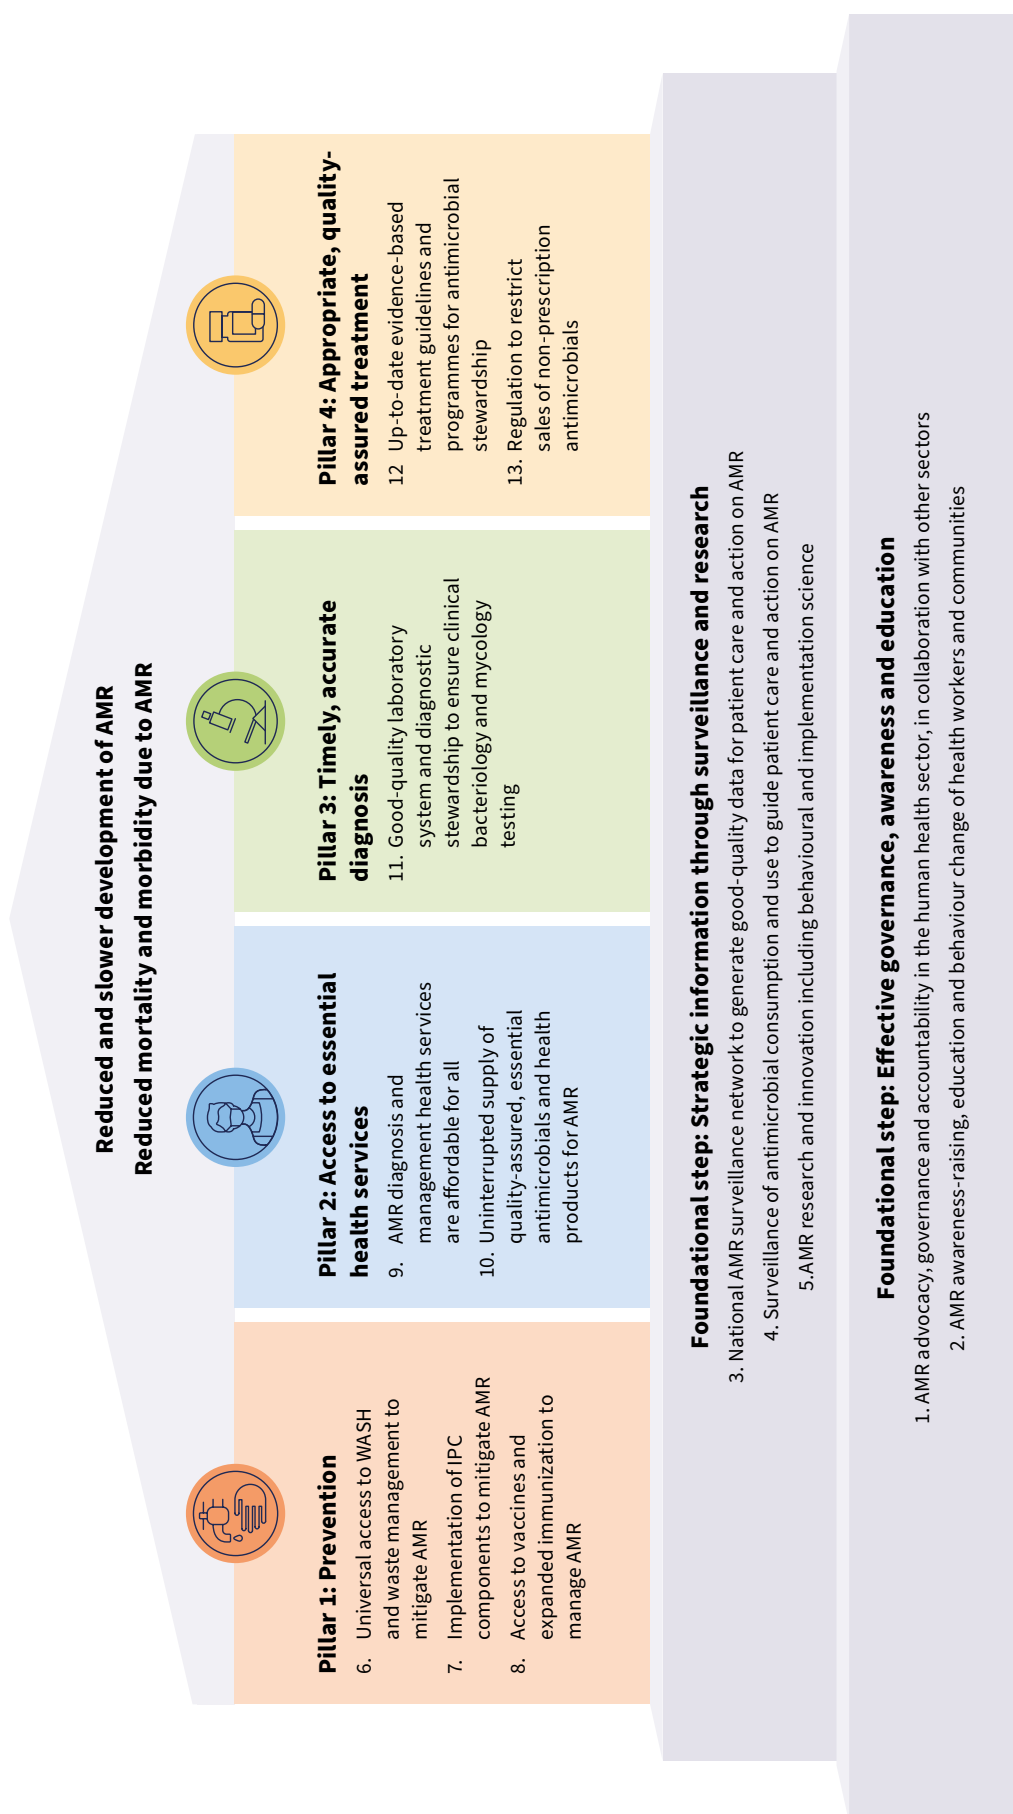 Reduced and slower development of AMR
Reduced mortality and morbidity due to AMR
Pillar 1: Prevention
6. Universal access to WASH
and waste management to
mitigate AMR
7. Implementation of IPC
components to mitigate AMR
8. Access to vaccines and
expanded immunization to
manage AMR
Pillar 2: Access to essential
health services
9. AMR diagnosis and
management health services
are affordable for all
10. Uninterrupted supply of
quality-assured, essential
antimicrobials and health
products for AMR
Pillar 3: Timely, accurate
diagnosis
11. Good-quality laboratory
system and diagnostic
stewardship to ensure clinical
bacteriology and mycology
testing
Pillar 4: Appropriate, quality-
assured treatment
12 Up-to-date evidence-based
treatment guidelines and
programmes for antimicrobial
stewardship
13. Regulation to restrict
sales of non-prescription
antimicrobials
Foundational step: Strategic information through surveillance and research
3. National AMR surveillance network to generate good-quality data for patient care and action on AMR
4. Surveillance of antimicrobial consumption and use to guide patient care and action on AMR
5.AMR research and innovation including behavioural and implementation science
Foundational step: Effective governance, awareness and education
1. AMR advocacy, governance and accountability in the human health sector, in collaboration with other sectors
2. AMR awareness-raising, education and behaviour change of health workers and communities